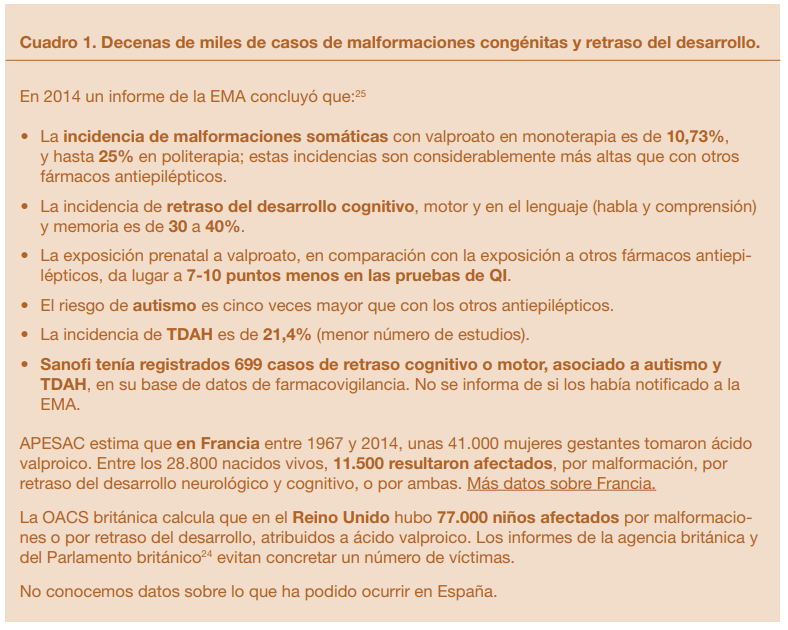 Cuadro 1. Decenas de miles de casos de malformaciones congénitas y retraso del desarrollo.
En 2014 un informe de la EMA concluyó que:25
• La incidencia de malformaciones somáticas con valproato en monoterapia es de 10,73%,
y hasta 25% en politerapia; estas incidencias son considerablemente más altas que con otros
fármacos antiepilépticos.
• La incidencia de retraso del desarrollo cognitivo, motor y en el lenguaje (habla y comprensión)
y memoria es de 30 a 40%.
• La exposición prenatal a valproato, en comparación con la exposición a otros fármacos antiepi-
lépticos, da lugar a 7-10 puntos menos en las pruebas de QI.
• El riesgo de autismo es cinco veces mayor que con los otros antiepilépticos.
• La incidencia de TDAH es de 21,4% (menor número de estudios).
• Sanofi tenía registrados 699 casos de retraso cognitivo o motor, asociado a autismo y
TDAH, en su base de datos de farmacovigilancia. No se informa de si los había notificado a la
EMA.
APESAC estima que en Francia entre 1967 y 2014, unas 41.000 mujeres gestantes tomaron ácido
valproico. Entre los 28.800 nacidos vivos, 11.500 resultaron afectados, por malformación, por
retraso del desarrollo neurológico y cognitivo, o por ambas. Más datos sobre Francia.
La OACS británica calcula que en el Reino Unido hubo 77.000 niños afectados por malformacio-
nes o por retraso del desarrollo, atribuidos a ácido valproico. Los informes de la agencia británica y
del Parlamento británico24 evitan concretar un número de víctimas.
No conocemos datos sobre lo que ha podido ocurrir en España.